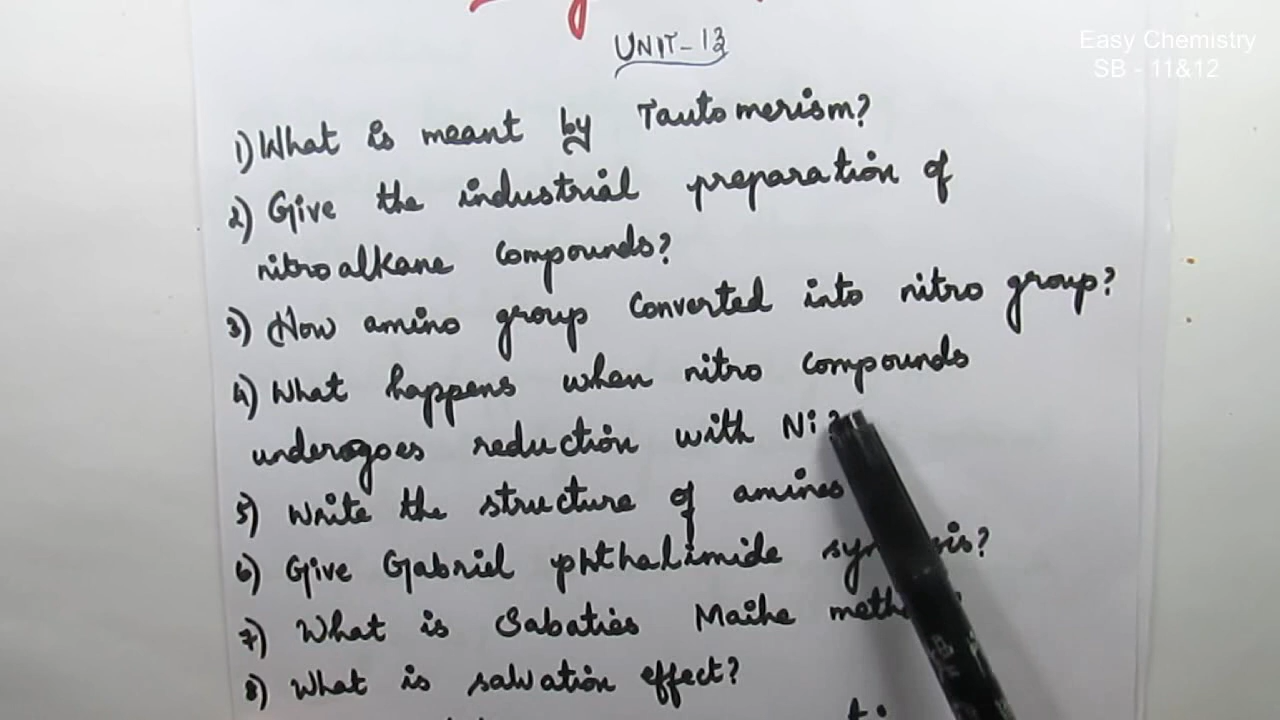 UNIT-13
Easy Chemistry
SB - 11&12
1) What is meant by Tautomerism?
2) Give the industrial preparation of
nitroalkane compounds?
3) How amino group converted into nitro group?
4) What happens when nitro compounds
undergoes reduction with Ni?
5) Write the structure of amines
6) Give Gabriel phthalimide
7) What is Sabaties Maihe
8) What is salvation effect?